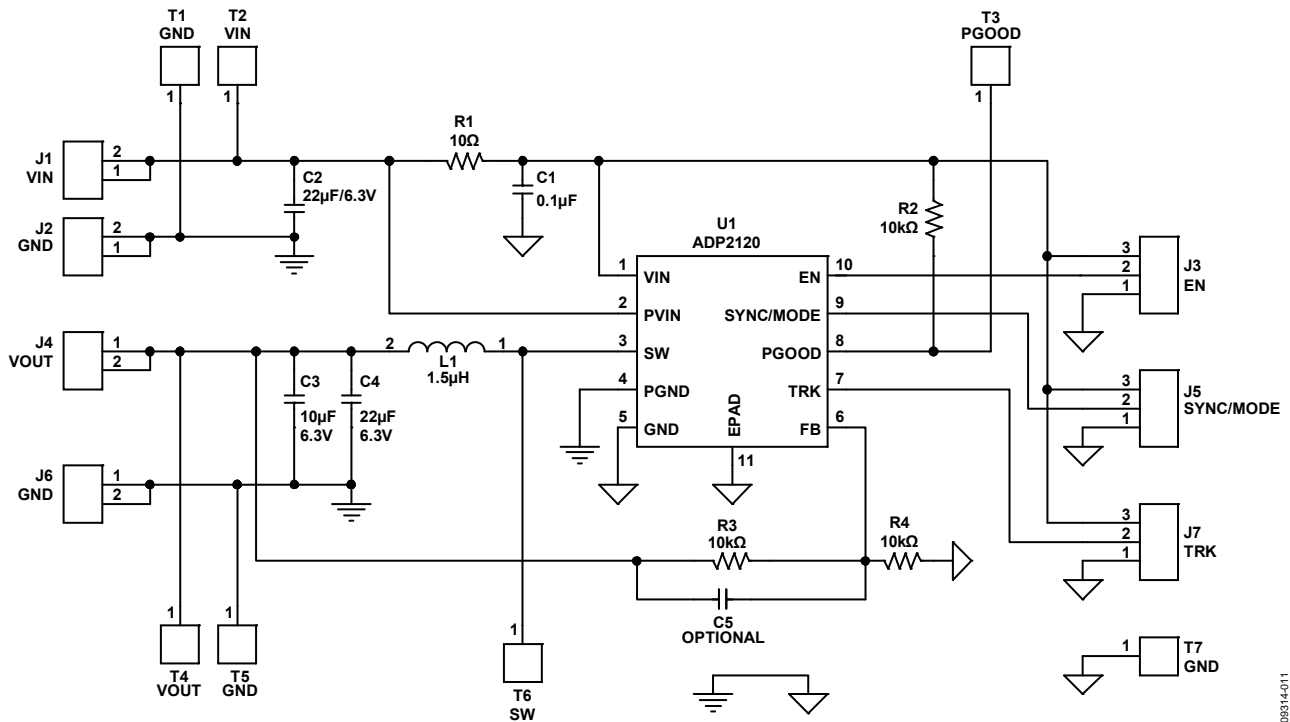 T1
GND
T2
VIN
T3
PGOOD
1
1
1
J1
VIN
2
1
R1
10Ω
C2
22µF/6.3V
C1
0.1µF
R2
10kΩ
J2
GND
2
1
U1
ADP2120
1
VIN
EN
10
2
PVIN
SYNC/MODE
9
3
SW
PGOOD
8
4
PGND
TRK
7
5
GND
FB
6
EPAD
11
3
2
1
J3
EN
J4
VOUT
1
2
2
L1
1.5µH
1
C3
10µF
6.3V
C4
22µF
6.3V
3
2
1
J5
SYNC/MODE
J6
GND
1
2
R3
10kΩ
R4
10kΩ
3
2
1
J7
TRK
C5
OPTIONAL
1
T4
VOUT
1
T5
GND
1
T6
SW
1
T7
GND
09314-011